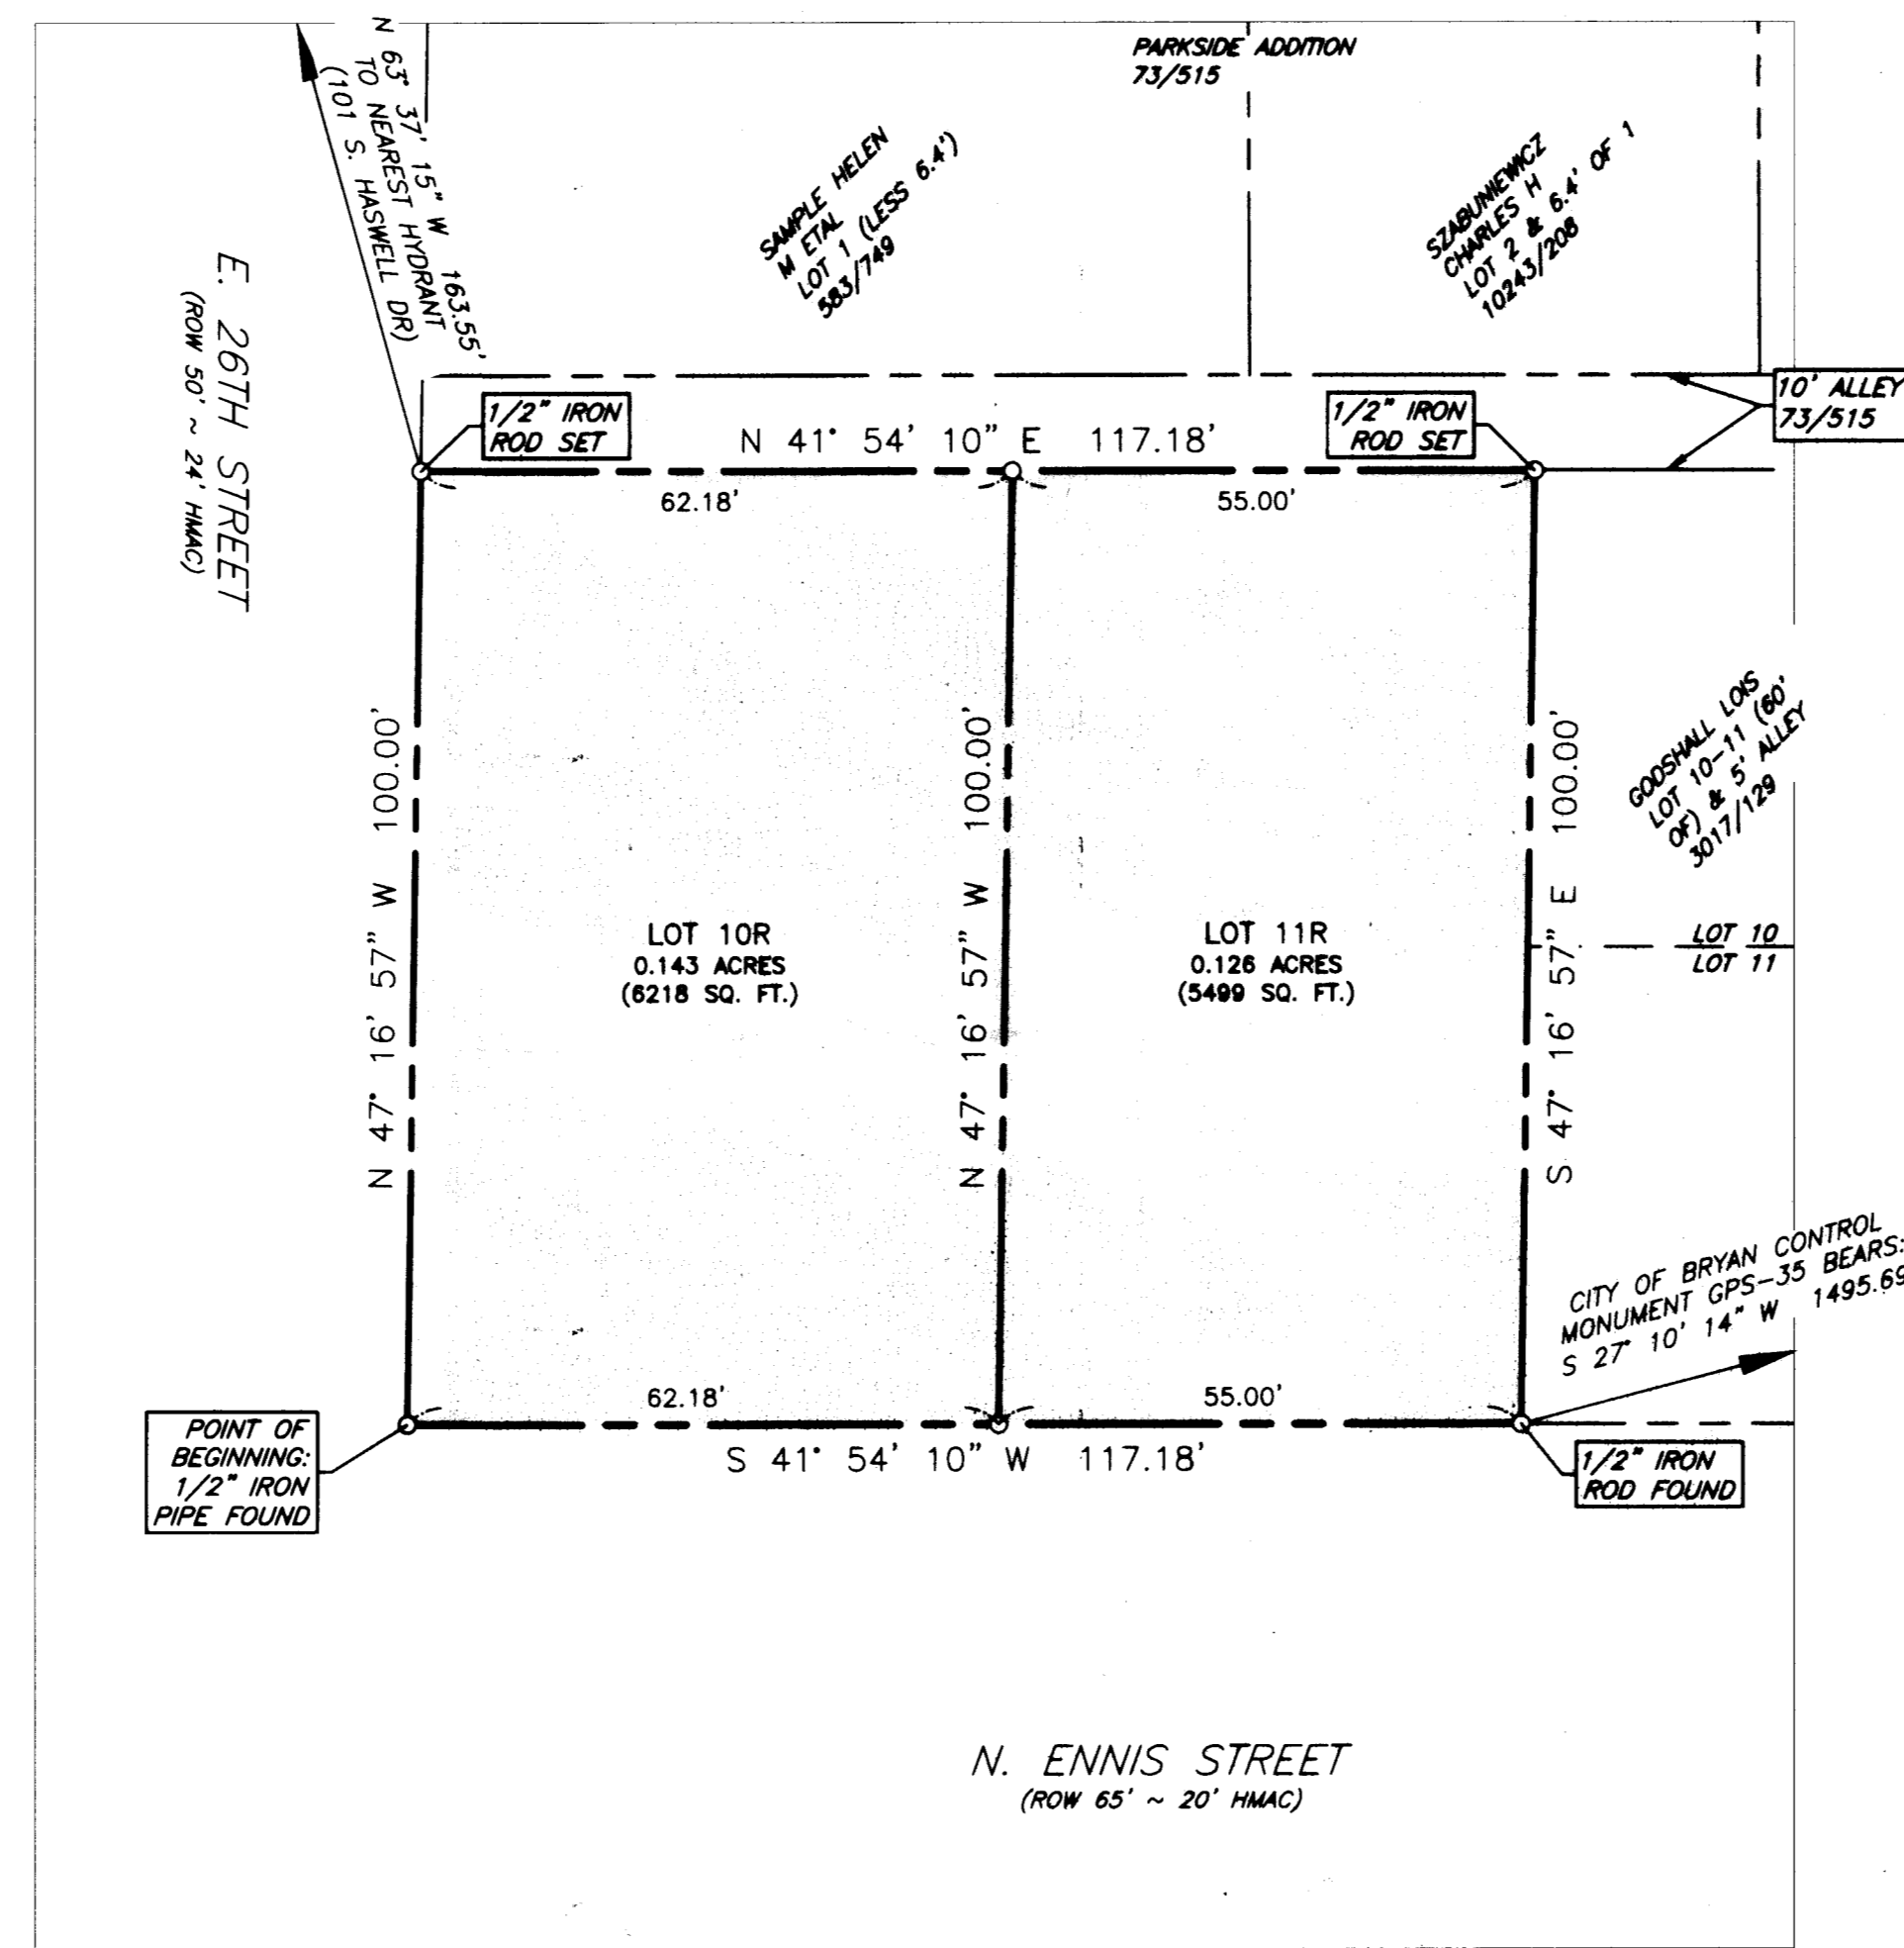 PARKSIDE ADDITION
73/515
N 63° 37' 15" W 163.55'
TO NEAREST HYDRANT
(101 S. HASWELL DR)
SAMPLE HELEN
M ETAL
LOT 1 (LESS 6.4')
583/749
SZABUNIEWICZ
CHARLES H
LOT 2 & 6.4' OF 1
10243/208
E. 26TH STREET
(ROW 50' ~ 24' HMAC)
10' ALLEY
73/515
1/2" IRON
ROD SET
N 41° 54' 10" E 117.18'
1/2" IRON
ROD SET
62.18'
55.00'
N 47° 16' 57" W 100.00'
N 47° 16' 57" W 100.00'
S 47° 16' 57" E 100.00'
GODSHALL LOIS
LOT 10-11 (60'
OF) & 5' ALLEY
3017/129
LOT 10R
0.143 ACRES
(6218 SQ. FT.)
LOT 11R
0.126 ACRES
(5499 SQ. FT.)
LOT 10
LOT 11
CITY OF BRYAN CONTROL
MONUMENT GPS-35 BEARS:
S 27° 10' 14" W 1495.69
62.18'
55.00'
S 41° 54' 10" W 117.18'
POINT OF
BEGINNING:
1/2" IRON
PIPE FOUND
1/2" IRON
ROD FOUND
N. ENNIS STREET
(ROW 65' ~ 20' HMAC)